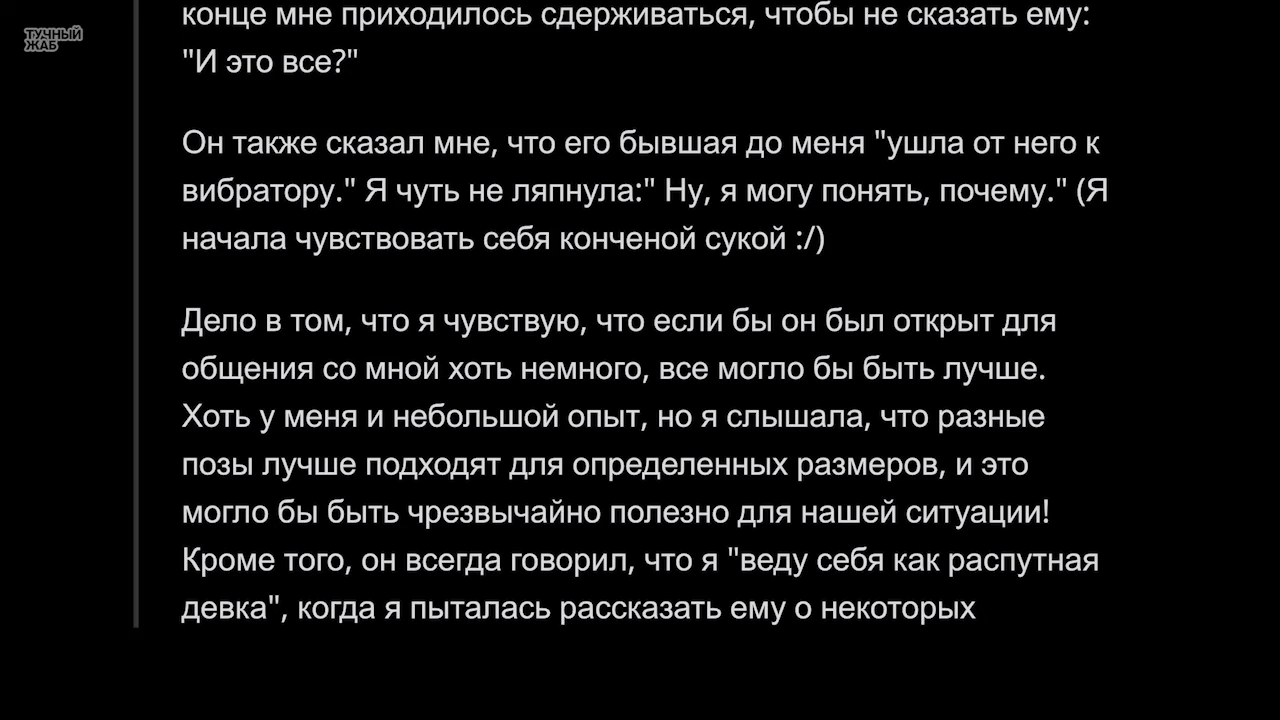 ТУЧНЫЙ
ЖАБ
конце мне приходилось сдерживаться, чтобы не сказать ему:
"И это все?"
Он также сказал мне, что его бывшая до меня "ушла от него к
вибратору." Я чуть не ляпнула:" Ну, я могу понять, почему." (Я
начала чувствовать себя конченой сукой :/)
Дело в том, что я чувствую, что если бы он был открыт для
общения со мной хоть немного, все могло бы быть лучше.
Хоть у меня и небольшой опыт, но я слышала, что разные
позы лучше подходят для определенных размеров, и это
могло бы быть чрезвычайно полезно для нашей ситуации!
Кроме того, он всегда говорил, что я "веду себя как распутная
девка", когда я пыталась рассказать ему о некоторых